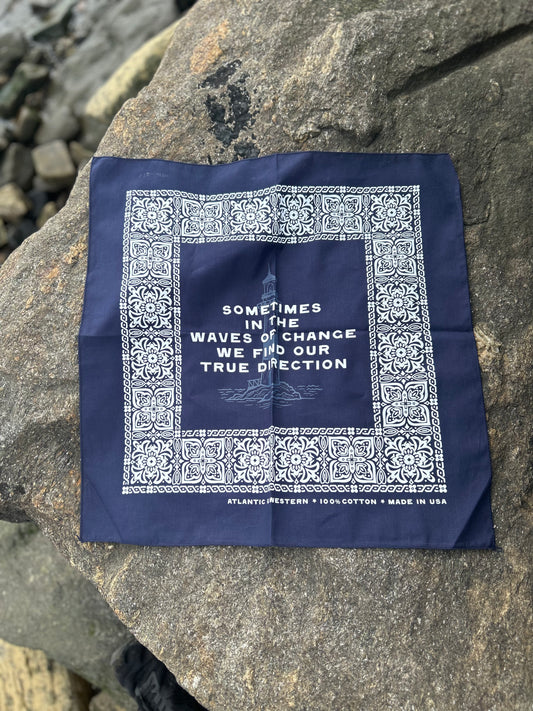 SOMETIMES
IN THE
WAVES OF CHANGE
WE FIND OUR
TRUE DIRECTION
ATLANTIC WESTERN * 100% COTTON * MADE IN USA